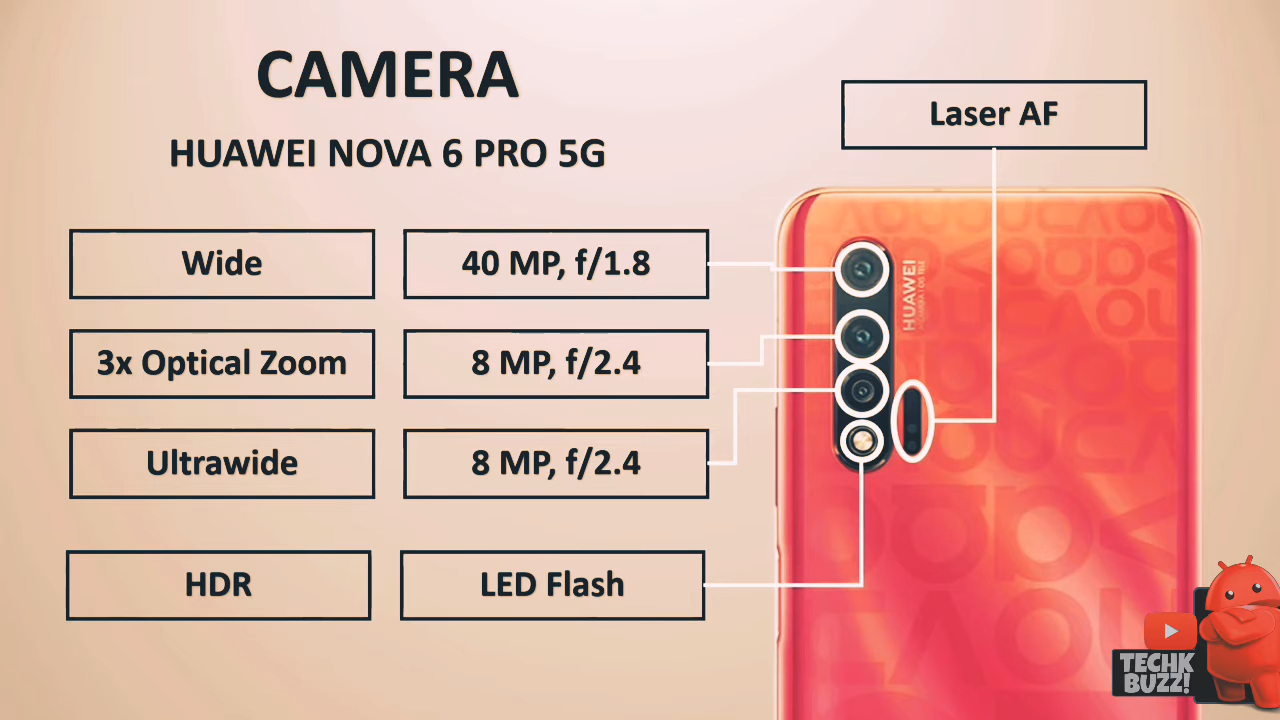 CAMERA
HUAWEI NOVA 6 PRO 5G
Laser AF
Wide
40 MP, f/1.8
3x Optical Zoom
8 MP, f/2.4
Ultrawide
8 MP, f/2.4
HDR
LED Flash
HUAWEI
TECHK
BUZZ!